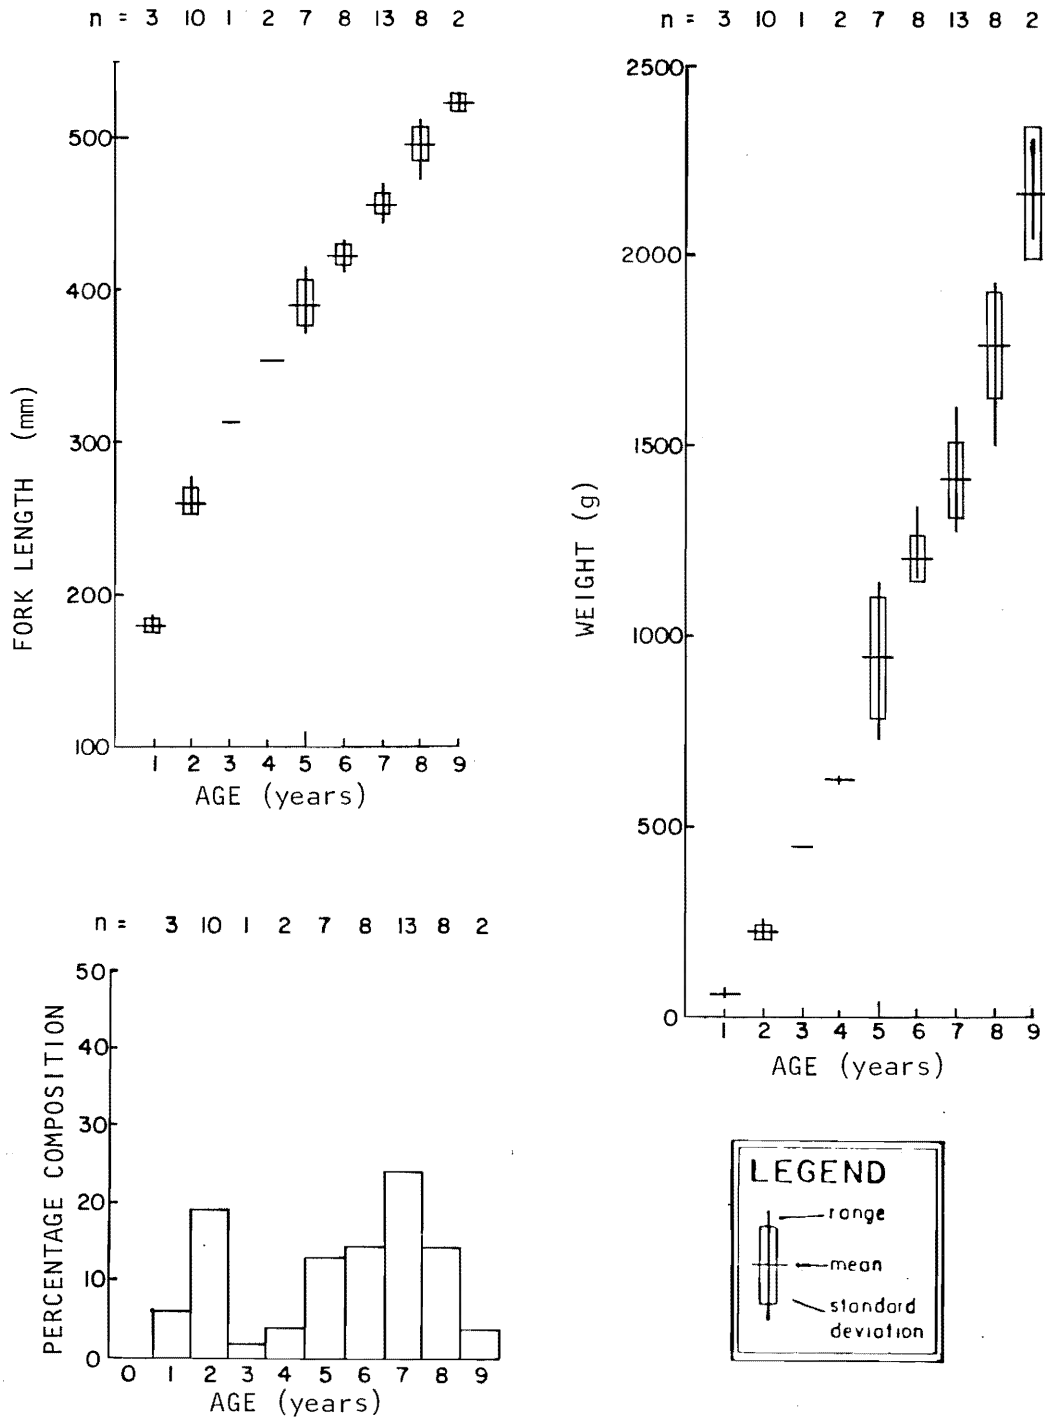 n = 3 10 1 2 7 8 13 8 2
500
400
300
200
100
FORK LENGTH (mm)
1 2 3 4 5 6 7 8 9
AGE (years)
n = 3 10 1 2 7 8 13 8 2
2500
2000
1500
1000
500
0
WEIGHT (g)
1 2 3 4 5 6 7 8 9
AGE (years)
n = 3 10 1 2 7 8 13 8 2
50
40
30
20
10
0
PERCENTAGE COMPOSITION
0 1 2 3 4 5 6 7 8 9
AGE (years)
LEGEND
range
mean
standard
deviation